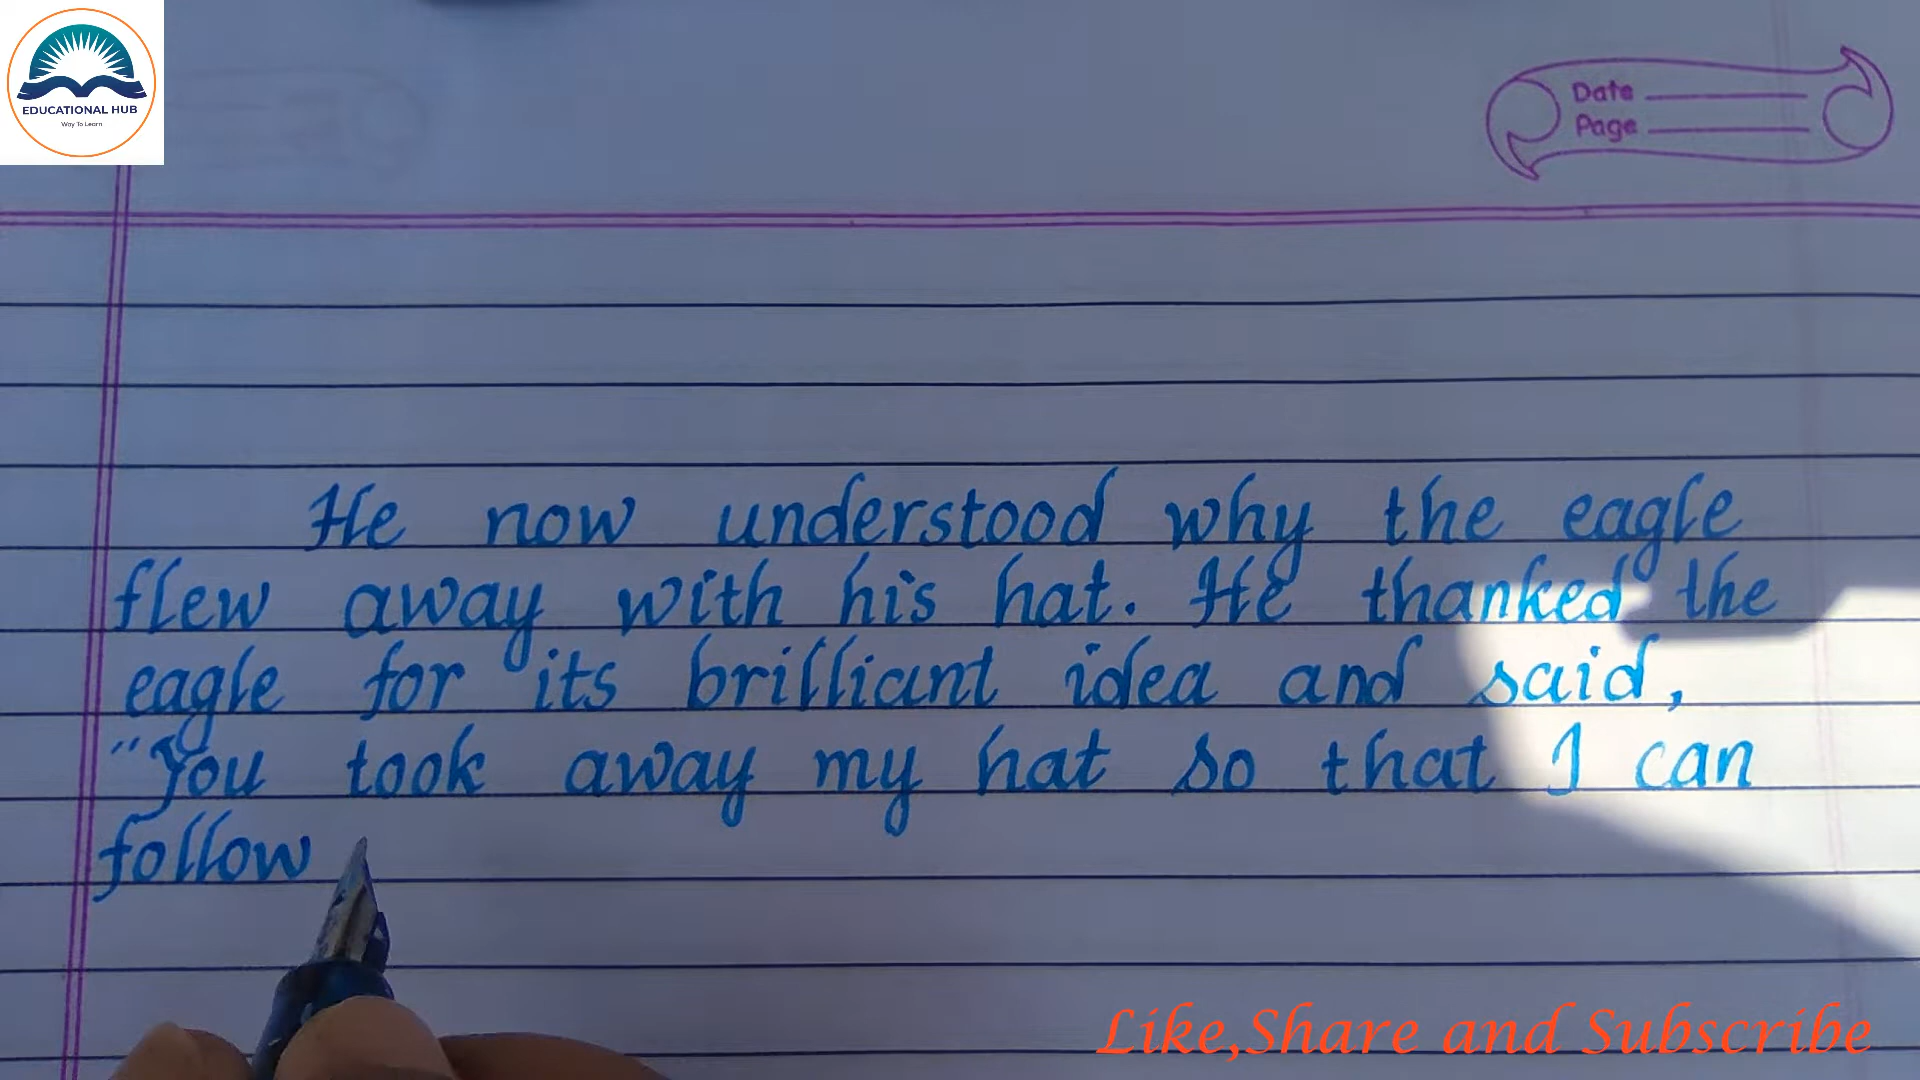 EDUCATIONAL HUB
Way To Learn
Date
Page
He now understood why the eagle
flew away with his hat. He thanked the
eagle for its brilliant idea and said,
"You took away my hat so that I can
follow
Like,Share and Subscribe